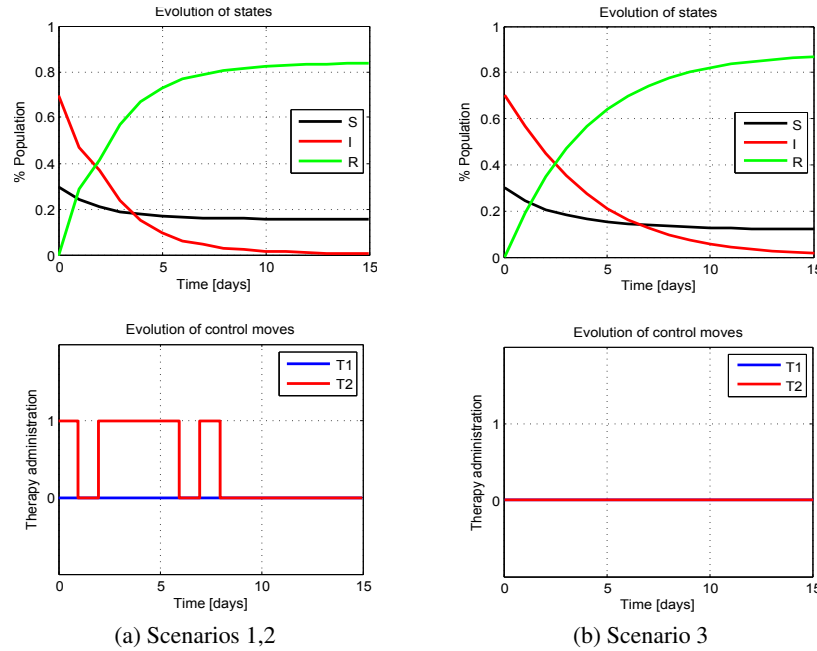 Evolution of states
1
0.8
0.6
0.4
0.2
0
% Population
S
I
R
0 5 10 15
Time [days]
Evolution of control moves
1
0
Therapy administration
T1
T2
0 5 10 15
Time [days]
(a) Scenarios 1,2
Evolution of states
1
0.8
0.6
0.4
0.2
0
% Population
S
I
R
0 5 10 15
Time [days]
Evolution of control moves
1
0
Therapy administration
T1
T2
0 5 10 15
Time [days]
(b) Scenario 3